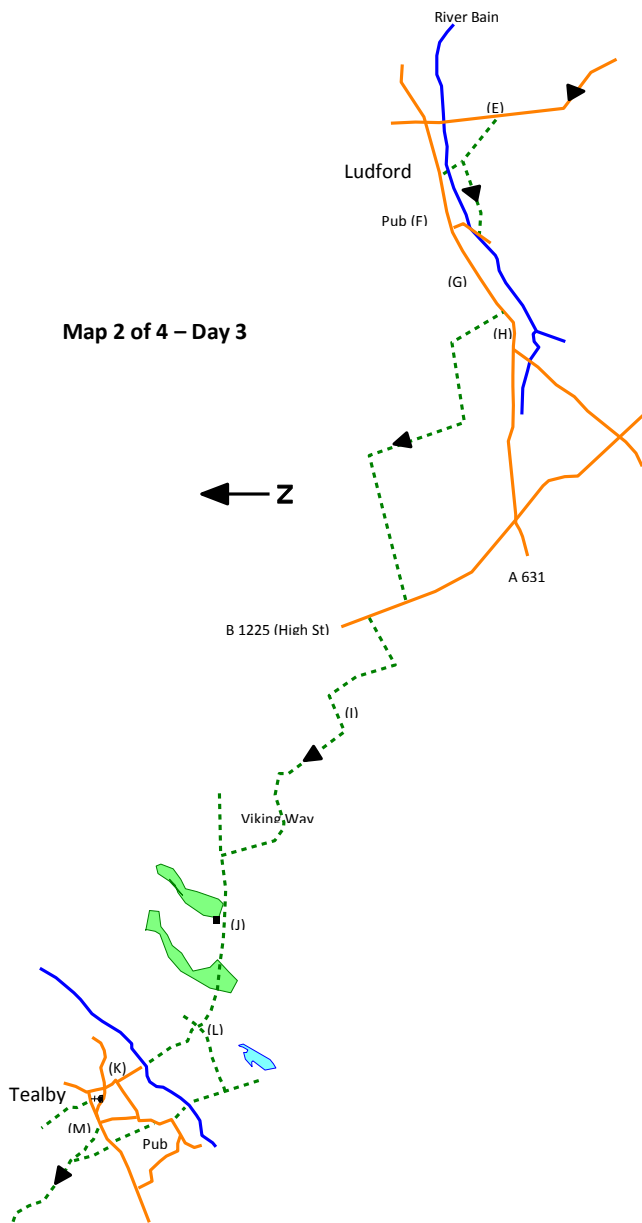 River Bain
(E)
Ludford
Pub (F)
(G)
Map 2 of 4 – Day 3
(H)
N
A 631
B 1225 (High St)
(I)
Viking Way
(J)
(L)
(K)
Tealby
(M)
Pub